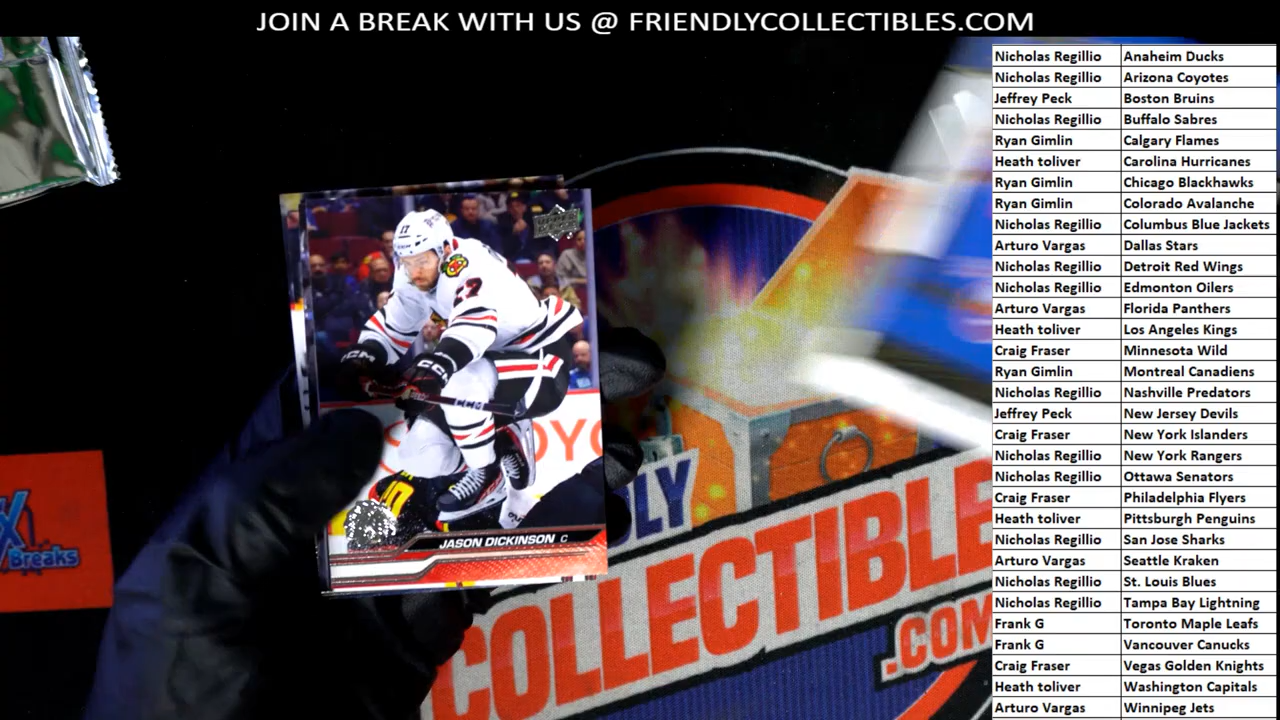 JOIN A BREAK WITH US @ FRIENDLYCOLLECTIBLES.COM
Nicholas Regillio Anaheim Ducks
Nicholas Regillio Arizona Coyotes
Jeffrey Peck Boston Bruins
Nicholas Regillio Buffalo Sabres
Ryan Gimlin Calgary Flames
Heath toliver Carolina Hurricanes
Ryan Gimlin Chicago Blackhawks
Ryan Gimlin Colorado Avalanche
Nicholas Regillio Columbus Blue Jackets
Arturo Vargas Dallas Stars
Nicholas Regillio Detroit Red Wings
Nicholas Regillio Edmonton Oilers
Arturo Vargas Florida Panthers
Heath toliver Los Angeles Kings
Craig Fraser Minnesota Wild
Ryan Gimlin Montreal Canadiens
Nicholas Regillio Nashville Predators
Jeffrey Peck New Jersey Devils
Craig Fraser New York Islanders
Nicholas Regillio New York Rangers
Nicholas Regillio Ottawa Senators
Craig Fraser Philadelphia Flyers
Heath toliver Pittsburgh Penguins
Nicholas Regillio San Jose Sharks
Arturo Vargas Seattle Kraken
Nicholas Regillio St. Louis Blues
Nicholas Regillio Tampa Bay Lightning
Frank G Toronto Maple Leafs
Frank G Vancouver Canucks
Craig Fraser Vegas Golden Knights
Heath toliver Washington Capitals
Arturo Vargas Winnipeg Jets
17
17
CCM
CCM
OYO
JASON DICKINSON C
X
Breaks
DLY
COLLECTIBLE
.COM